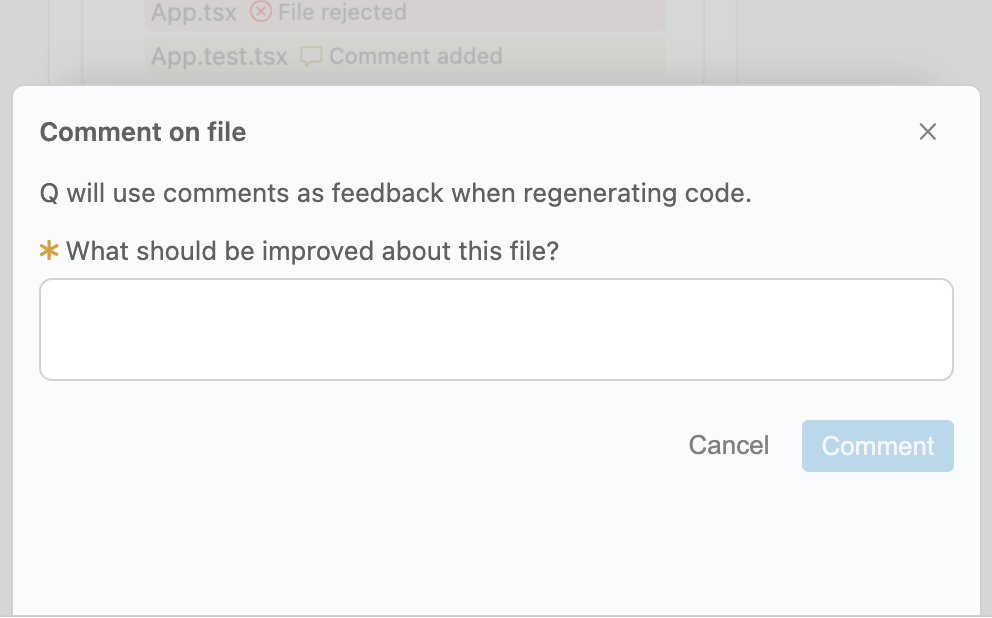 App.tsx File rejected
App.test.tsx Comment added
Comment on file
Q will use comments as feedback when regenerating code.
* What should be improved about this file?
Cancel Comment